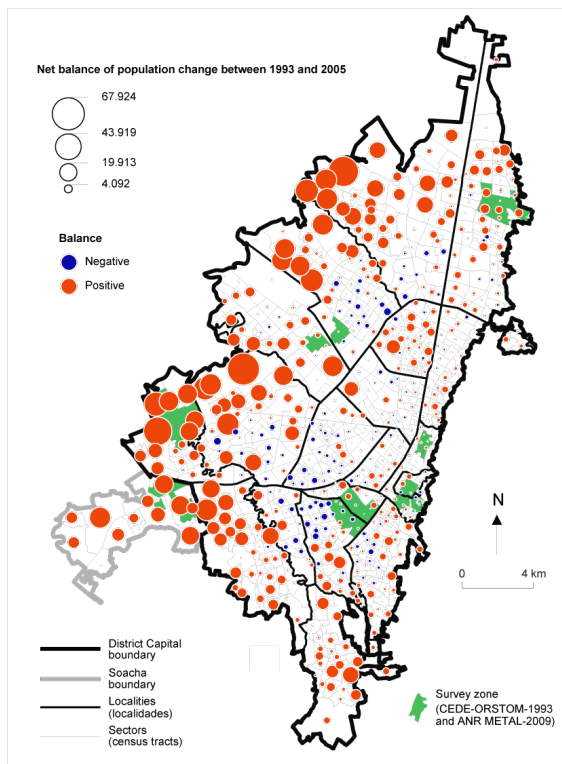 Net balance of population change between 1993 and 2005
67.924
43.919
19.913
4.092
Balance
Negative
Positive
N
0 4 km
District Capital
boundary
Soacha
boundary
Localities
(localidades)
Sectors
(census tracts)
Survey zone
(CEDE-ORSTOM-1993
and ANR METAL-2009)